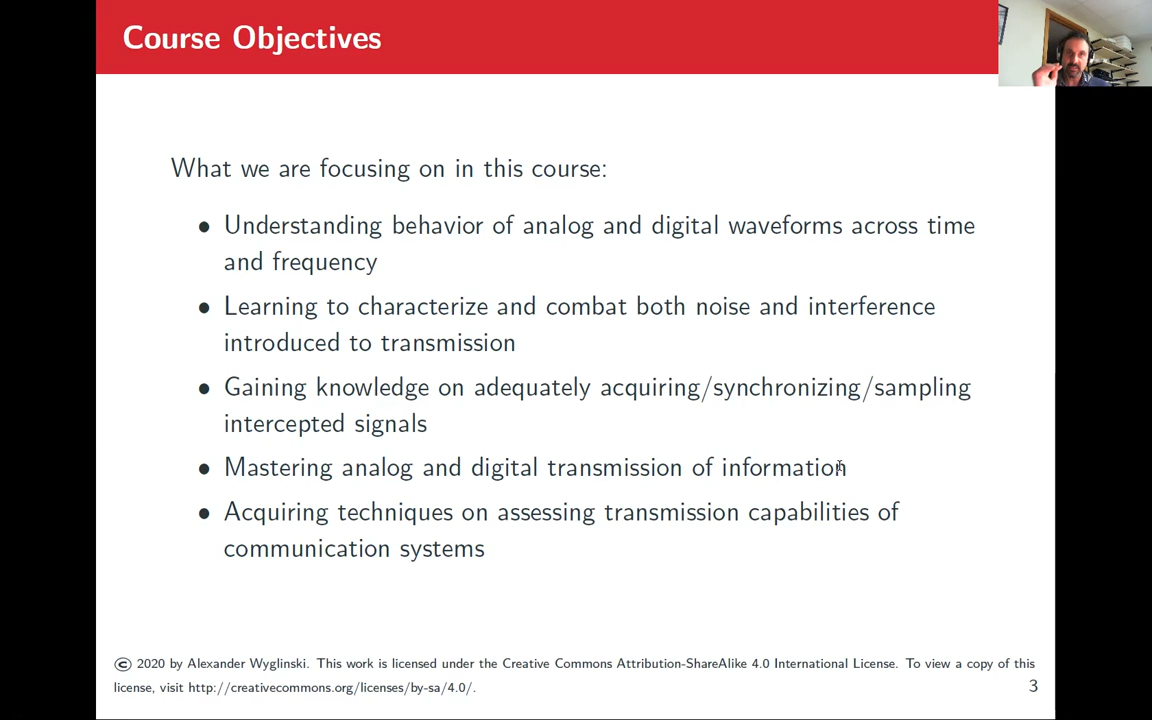 Course Objectives
What we are focusing on in this course:
• Understanding behavior of analog and digital waveforms across time
and frequency
• Learning to characterize and combat both noise and interference
introduced to transmission
• Gaining knowledge on adequately acquiring/synchronizing/sampling
intercepted signals
• Mastering analog and digital transmission of information
• Acquiring techniques on assessing transmission capabilities of
communication systems
© 2020 by Alexander Wyglinski. This work is licensed under the Creative Commons Attribution-ShareAlike 4.0 International License. To view a copy of this
license, visit http://creativecommons.org/licenses/by-sa/4.0/.
3